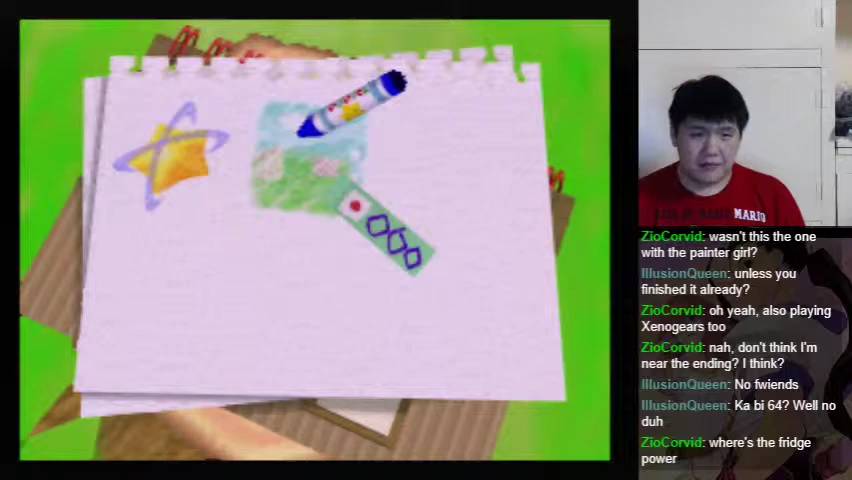 MARIO
ZioCorvid: wasn't this the one
with the painter girl?
IllusionQueen: unless you
finished it already?
ZioCorvid: oh yeah, also playing
Xenogears too
ZioCorvid: nah, don't think I'm
near the ending? I think?
IllusionQueen: No fwiends
IllusionQueen: Ka bi 64? Well no
duh
ZioCorvid: where's the fridge
power